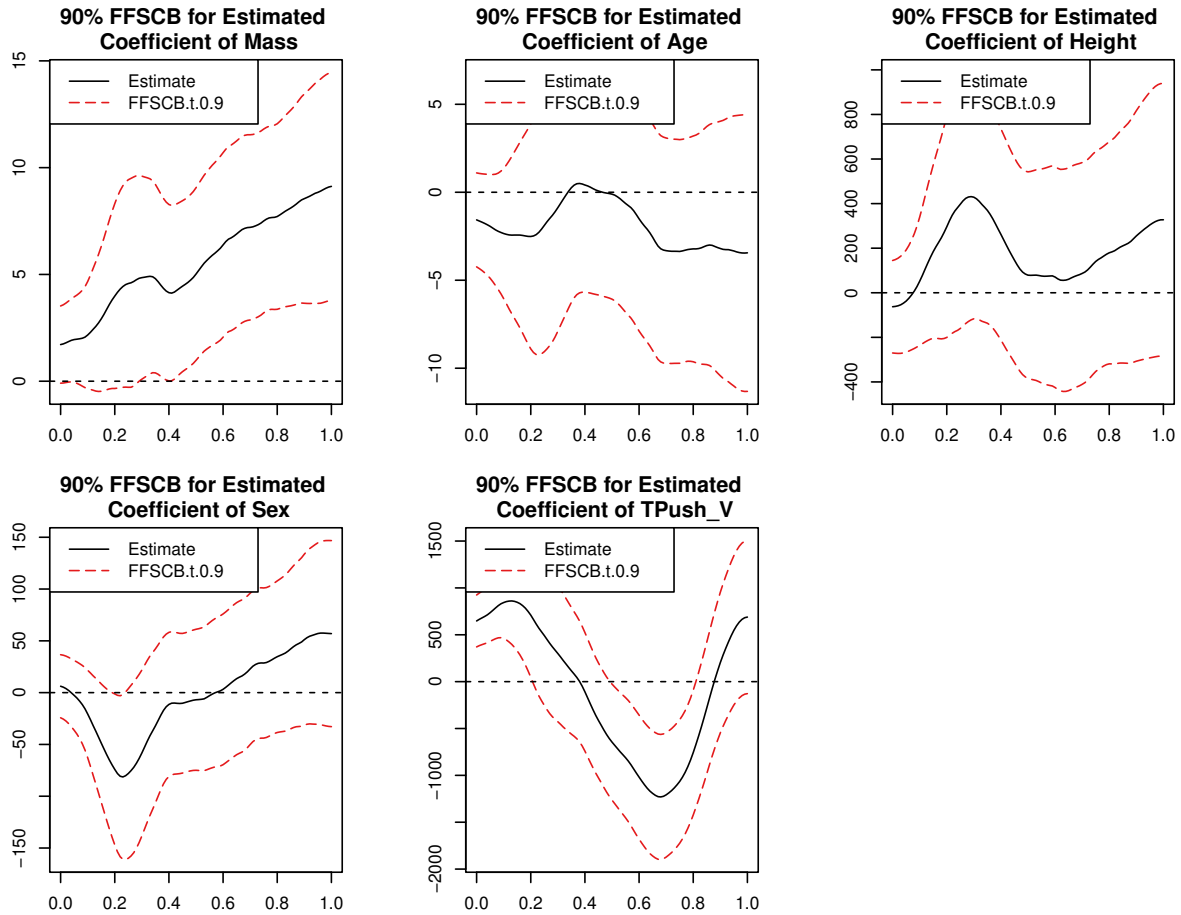 90% FFSCB for Estimated
Coefficient of Mass
Estimate
FFSCB.t.0.9
15
10
5
0
0.0 0.2 0.4 0.6 0.8 1.0
90% FFSCB for Estimated
Coefficient of Age
Estimate
FFSCB.t.0.9
5
0
−5
−10
0.0 0.2 0.4 0.6 0.8 1.0
90% FFSCB for Estimated
Coefficient of Height
Estimate
FFSCB.t.0.9
800
600
400
200
0
−400
0.0 0.2 0.4 0.6 0.8 1.0
90% FFSCB for Estimated
Coefficient of Sex
Estimate
FFSCB.t.0.9
150
100
50
0
−50
−150
0.0 0.2 0.4 0.6 0.8 1.0
90% FFSCB for Estimated
Coefficient of TPush_V
Estimate
FFSCB.t.0.9
1500
500
0
−1000
−2000
0.0 0.2 0.4 0.6 0.8 1.0